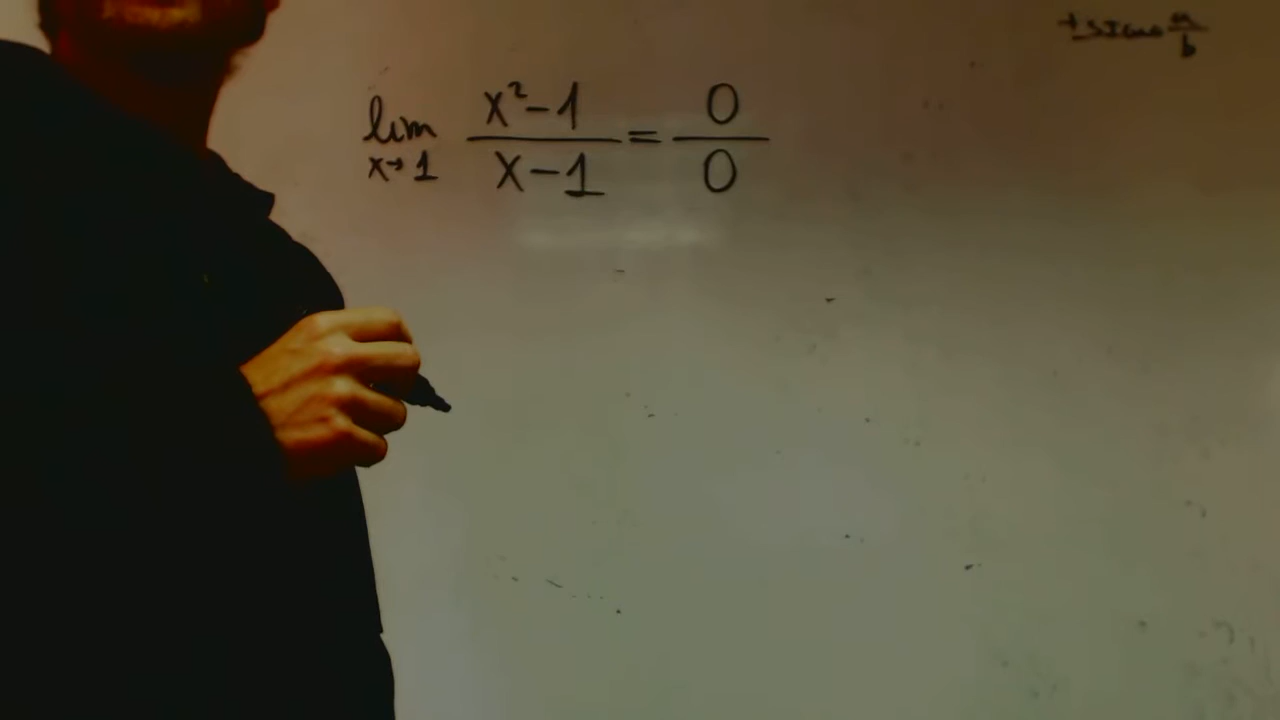 lim x→1 x²-1 / x-1 = 0 / 0